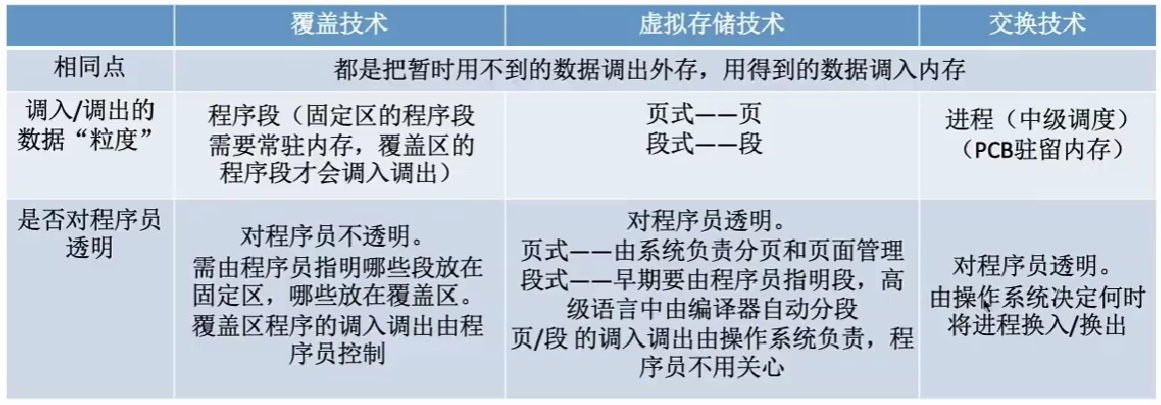 覆盖技术
虚拟存储技术
交换技术
相同点
都是把暂时用不到的数据调出外存，用得到的数据调入内存
调入/调出的
数据“粒度”
程序段（固定区的程序段
需要常驻内存，覆盖区的
程序段才会调入调出）
页式——页
段式——段
进程（中级调度）
（PCB驻留内存）
是否对程序员
透明
对程序员不透明。
需由程序员指明哪些段放在
固定区，哪些放在覆盖区。
覆盖区程序的调入调出由程
序员控制
对程序员透明。
页式——由系统负责分页和页面管理
段式——早期要由程序员指明段，高
级语言中由编译器自动分段
页/段 的调入调出由操作系统负责，程
序员不用关心
对程序员透明。
由操作系统决定何时
将进程换入/换出